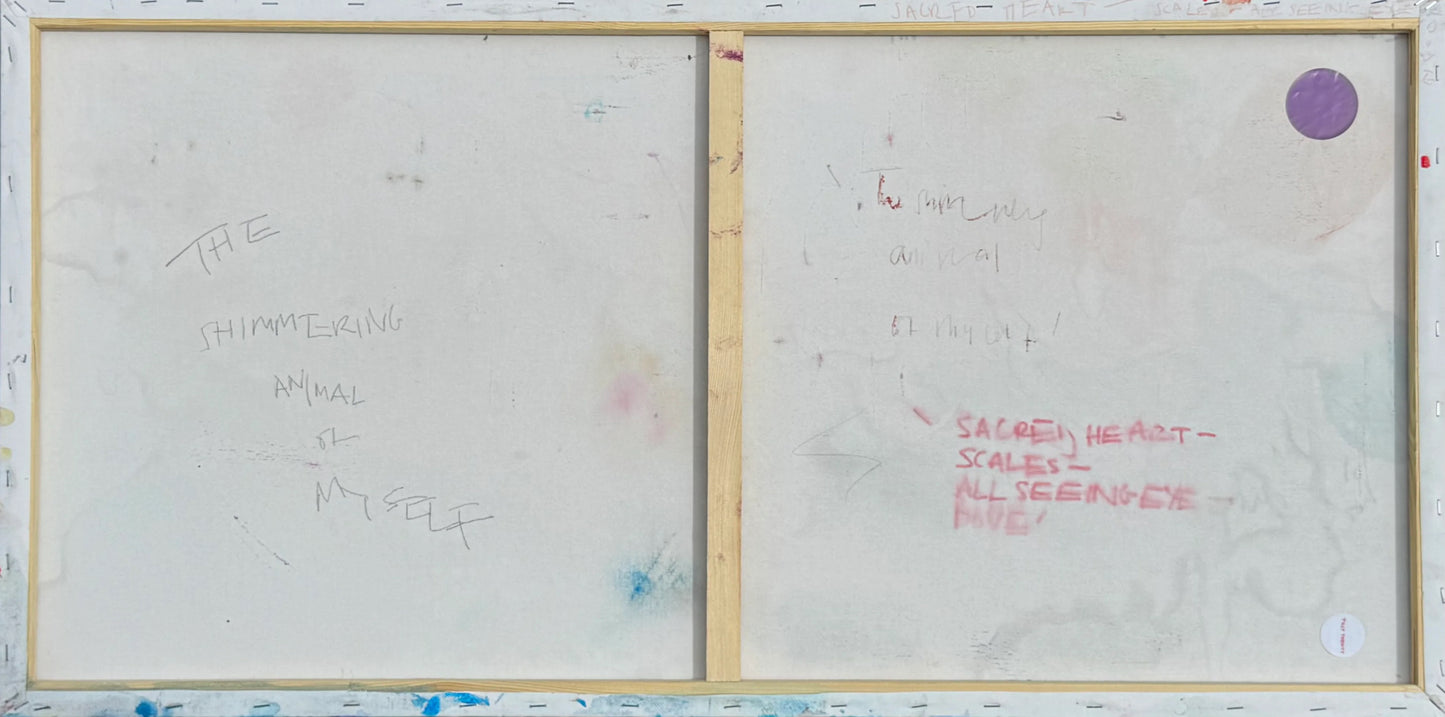 SACRED HEART SCALES ALL SEEING EYE
THE
SHIMMERING
ANIMAL
OF
MYSELF
The shimmering
animal
of myself!
SACRED HEART -
SCALES -
ALL SEEING EYE -